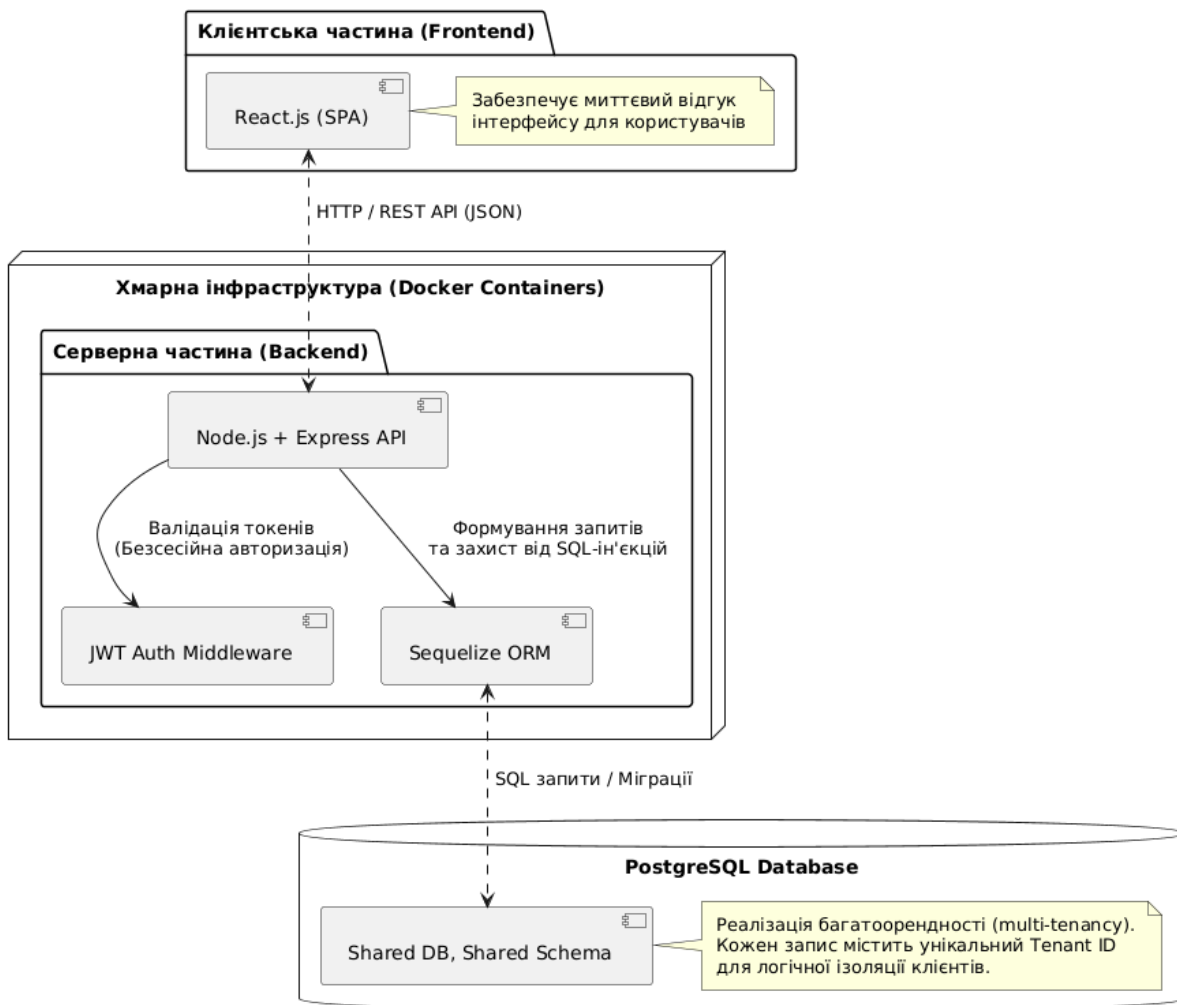 Клієнтська частина (Frontend)
React.js (SPA)
Забезпечує миттєвий відгук
інтерфейсу для користувачів
HTTP / REST API (JSON)
Хмарна інфраструктура (Docker Containers)
Серверна частина (Backend)
Node.js + Express API
Валідація токенів
(Безсесійна авторизація)
Формування запитів
та захист від SQL-ін'єкцій
JWT Auth Middleware
Sequelize ORM
SQL запити / Міграції
PostgreSQL Database
Shared DB, Shared Schema
Реалізація багатоорендності (multi-tenancy).
Кожен запис містить унікальний Tenant ID
для логічної ізоляції клієнтів.